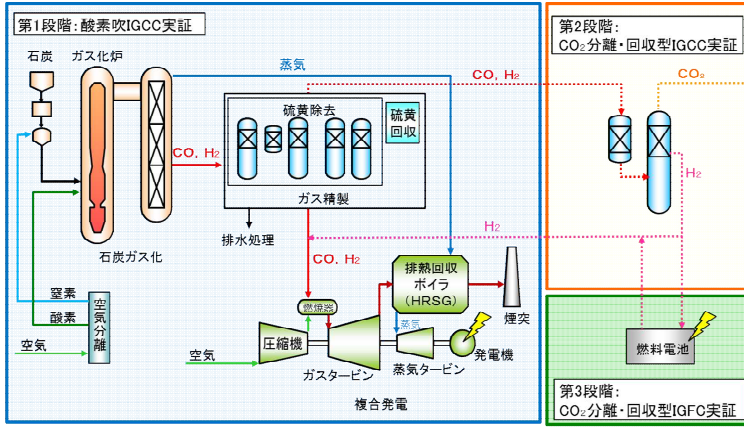 第1段階：酸素吹IGCC実証
石炭
ガス化炉
蒸気
CO, H₂
硫黄除去
硫黄
回収
CO, H₂
ガス精製
石炭ガス化
排水処理
CO, H₂
H₂
窒素
酸素
空気
空気分離
燃焼器
排熱回収
ボイラ
(HRSG)
煙突
蒸気
空気
圧縮機
ガスタービン
蒸気タービン
発電機
複合発電
第2段階：
CO₂分離・回収型IGCC実証
CO₂
H₂
燃料電池
第3段階：
CO₂分離・回収型IGFC実証